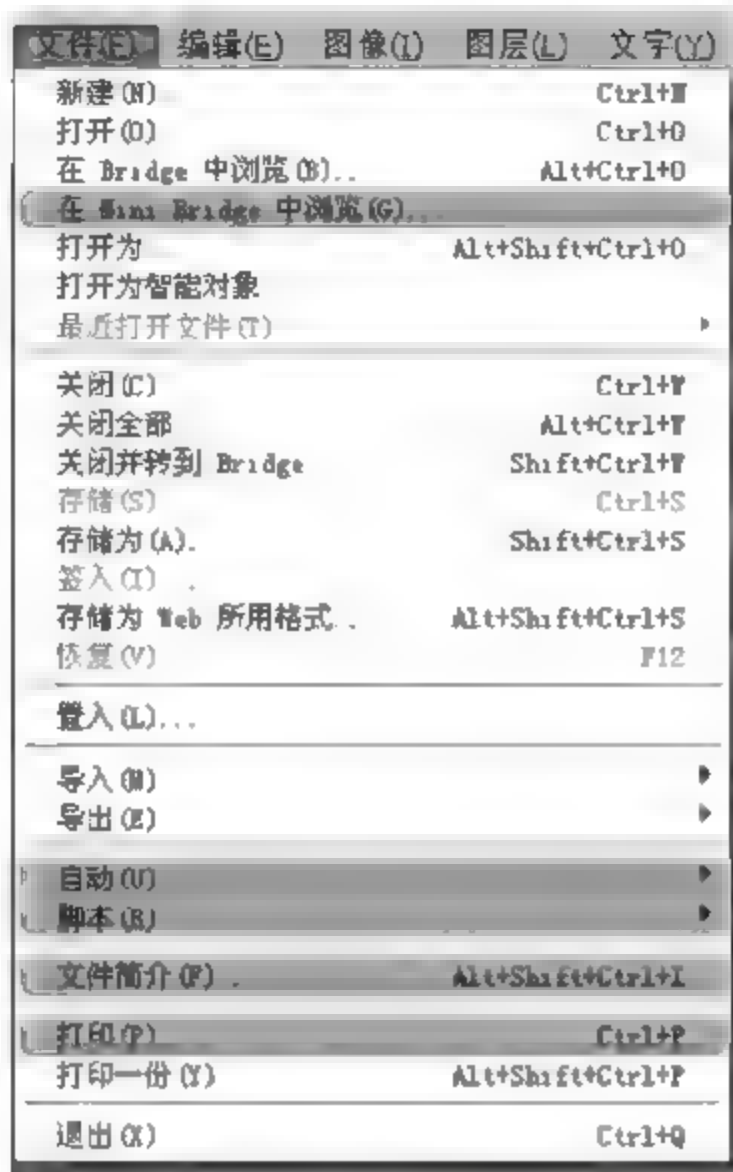 文件(F) 编辑(E) 图像(I) 图层(L) 文字(Y)
新建(N) Ctrl+N
打开(O) Ctrl+O
在 Bridge 中浏览(B).. Alt+Ctrl+O
在 Mini Bridge 中浏览(G)...
打开为 Alt+Shift+Ctrl+O
打开为智能对象
最近打开文件(T)
关闭(C) Ctrl+W
关闭全部 Alt+Ctrl+W
关闭并转到 Bridge Shift+Ctrl+W
存储(S) Ctrl+S
存储为(A). Shift+Ctrl+S
签入(I) .
存储为 Web 所用格式.. Alt+Shift+Ctrl+S
恢复(V) F12
置入(L)...
导入(M)
导出(E)
自动(U)
脚本(R)
文件简介(F) . Alt+Shift+Ctrl+I
打印(P) Ctrl+P
打印一份(Y) Alt+Shift+Ctrl+P
退出(X) Ctrl+Q